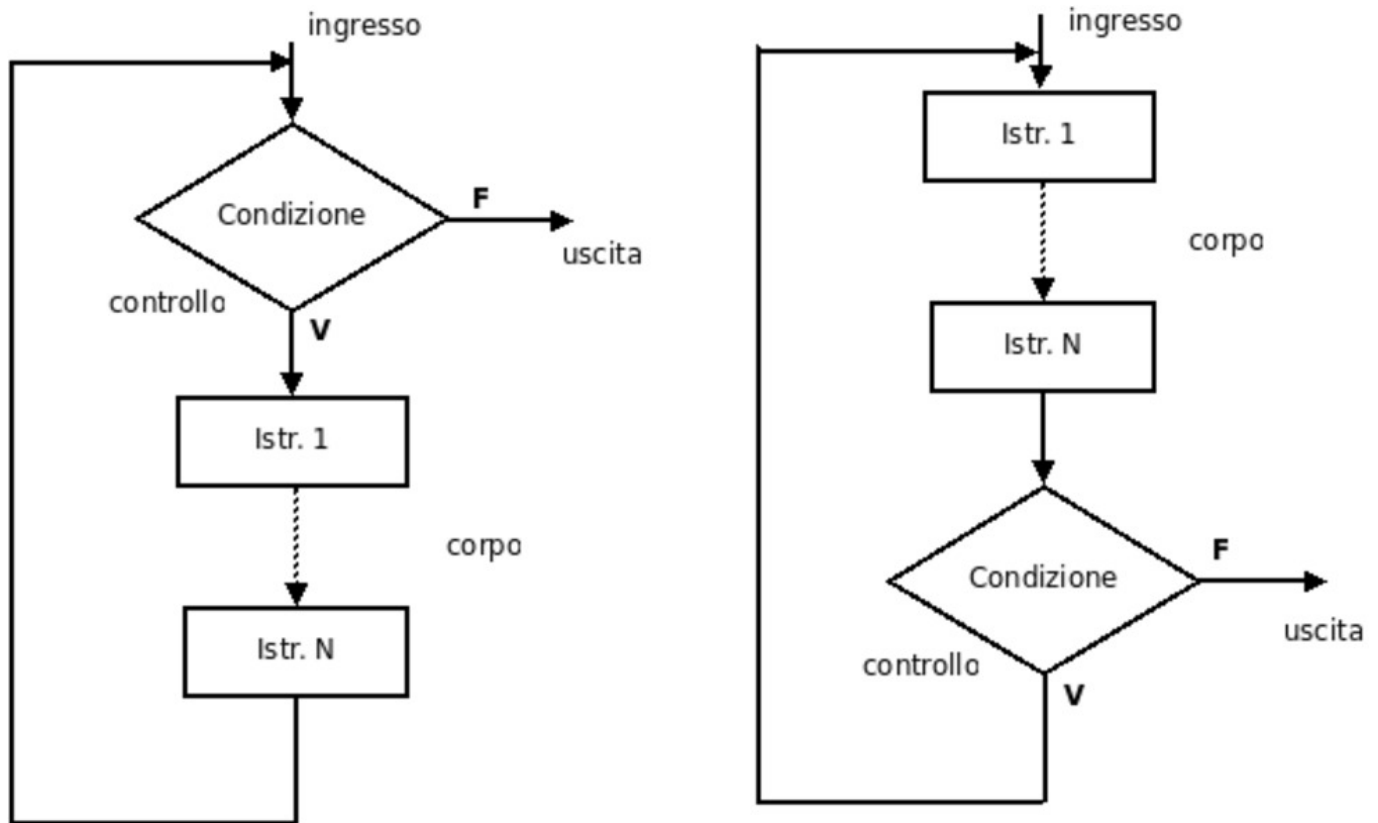 ingresso
Condizione
F
uscita
controllo
V
Istr. 1
corpo
Istr. N
ingresso
Istr. 1
corpo
Istr. N
Condizione
F
uscita
controllo
V